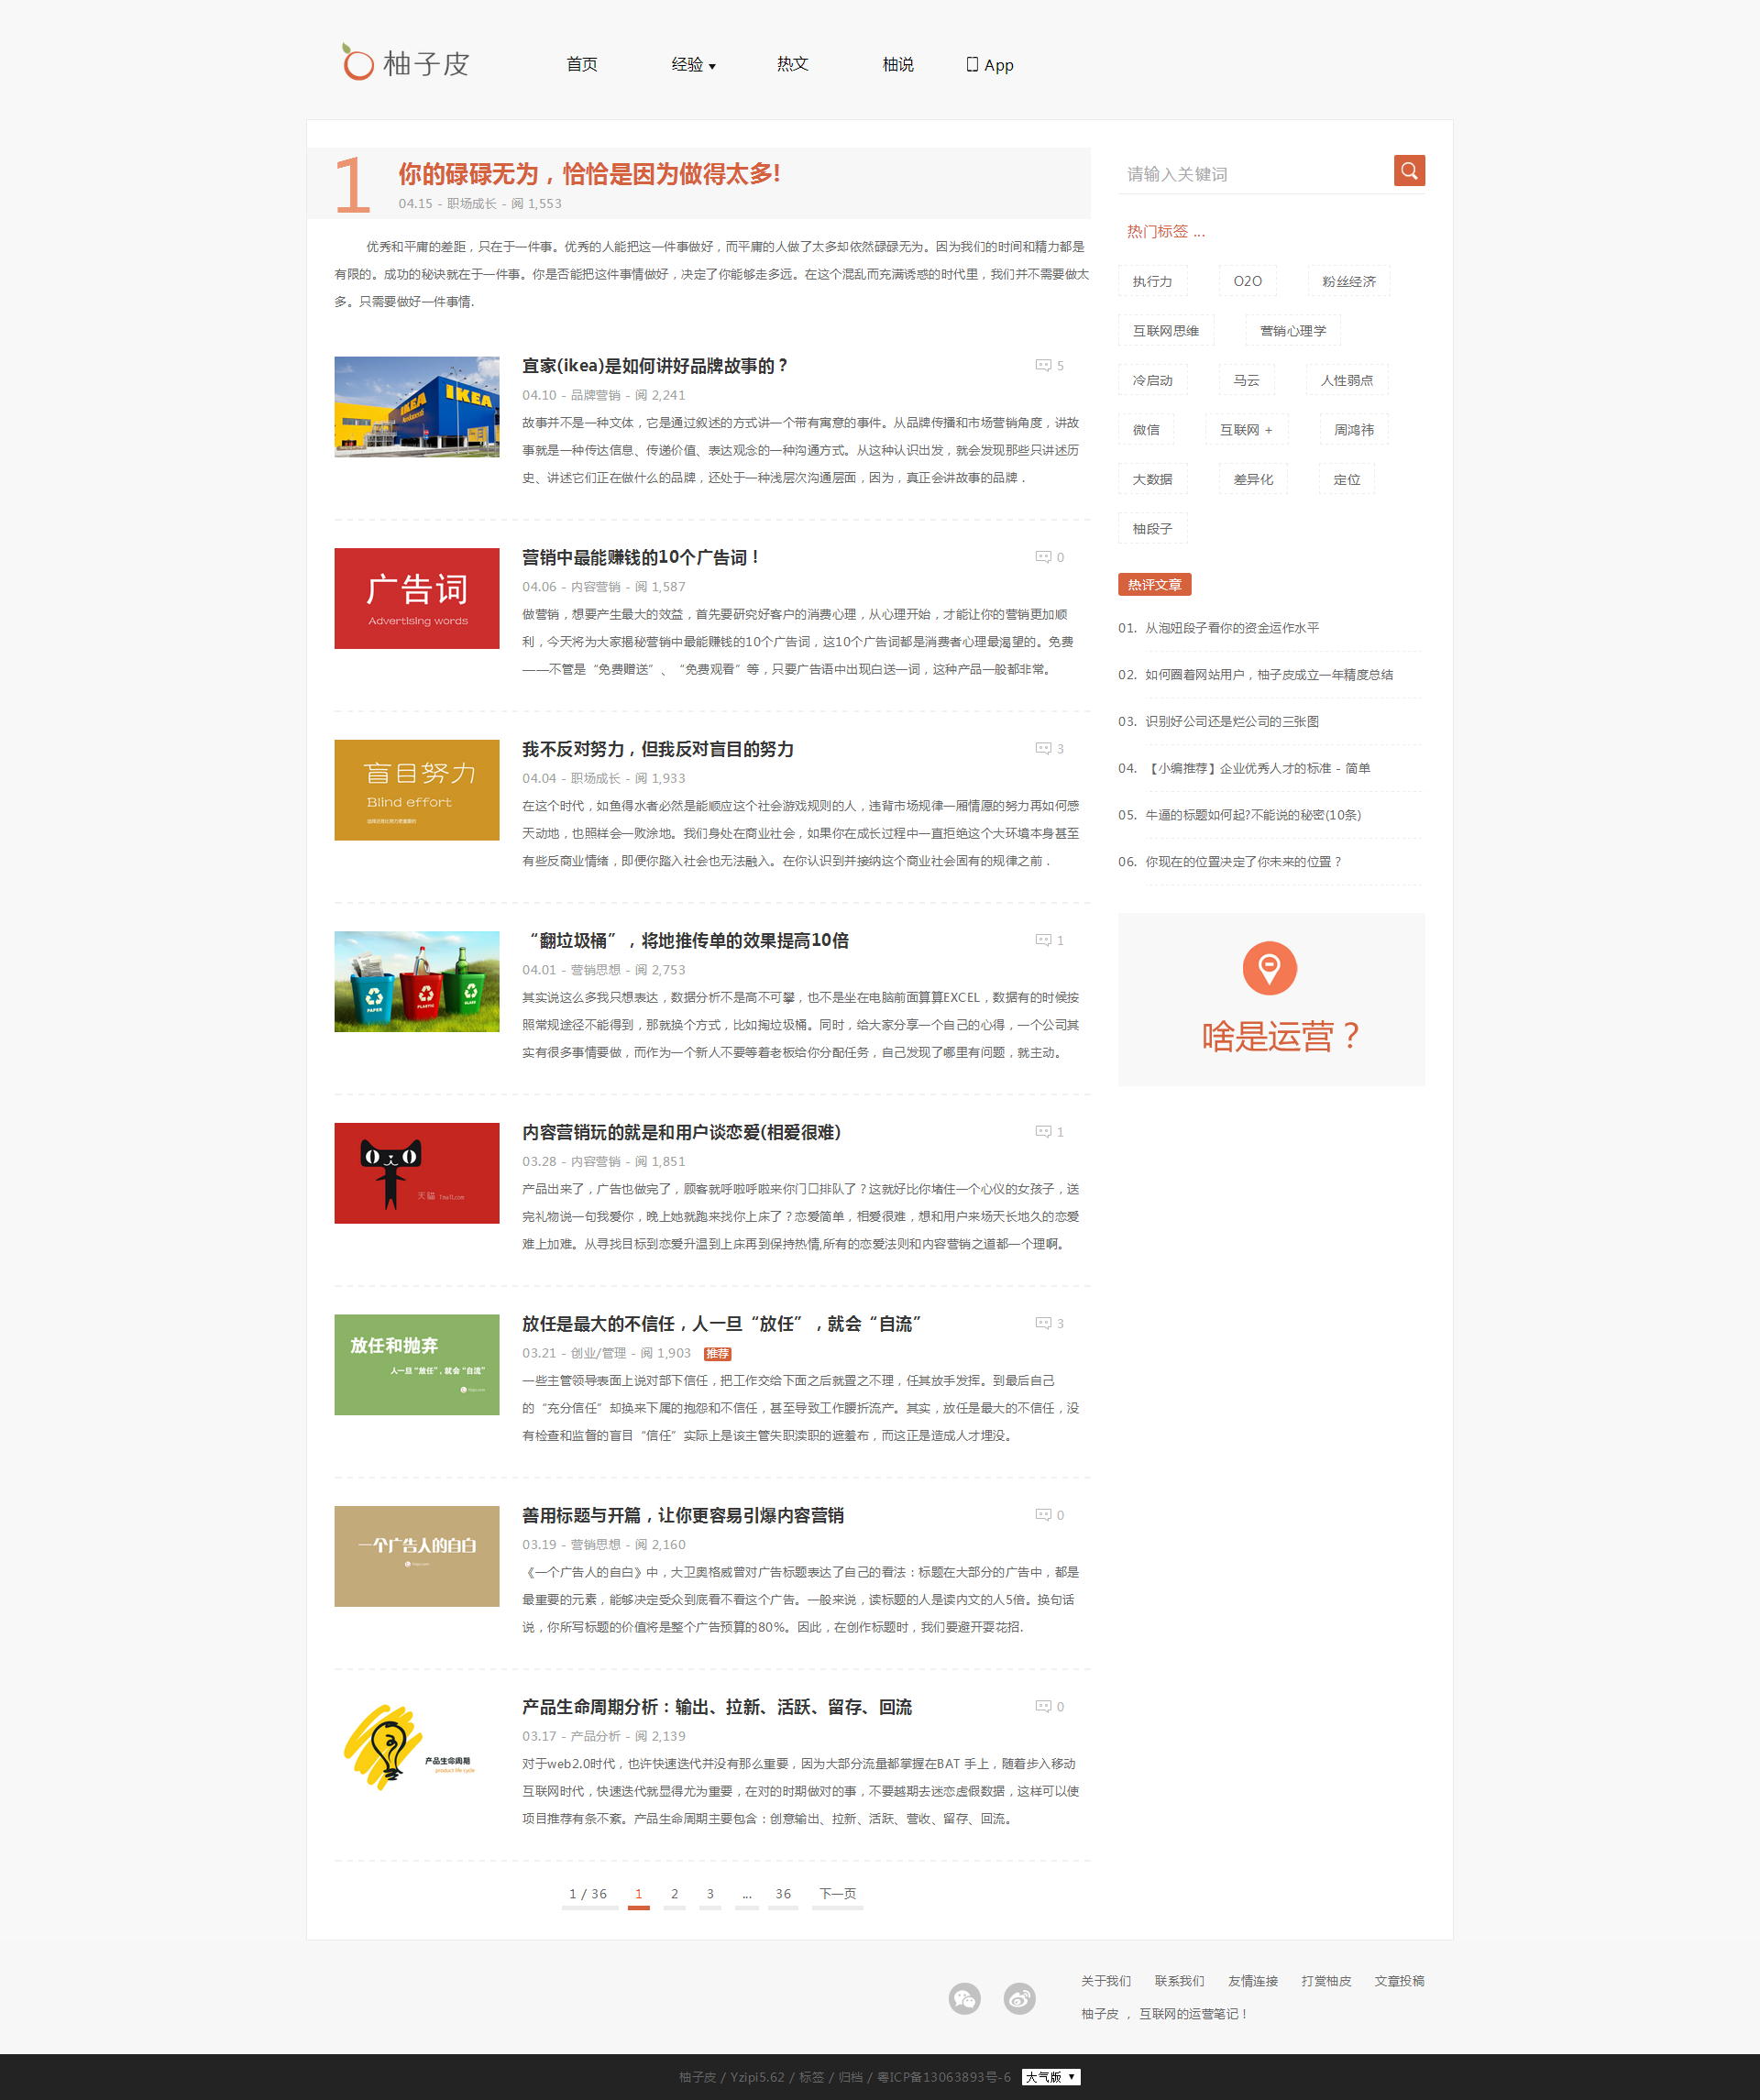 柚子皮
首页
经验
热文
柚说
App
1
你的碌碌无为，恰恰是因为做得太多!
04.15 - 职场成长 - 阅 1,553
优秀和平庸的差距，只在于一件事。优秀的人能把这一件事做好，而平庸的人做了太多却依然碌碌无为。因为我们的时间和精力都是
有限的。成功的秘诀就在于一件事。你是否能把这件事情做好，决定了你能够走多远。在这个混乱而充满诱惑的时代里，我们并不需要做太
多。只需要做好一件事情.
IKEA
IKEA
宜家(ikea)是如何讲好品牌故事的？
5
04.10 - 品牌营销 - 阅 2,241
故事并不是一种文体，它是通过叙述的方式讲一个带有寓意的事件。从品牌传播和市场营销角度，讲故
事就是一种传达信息、传递价值、表达观念的一种沟通方式。从这种认识出发，就会发现那些只讲述历
史、讲述它们正在做什么的品牌，还处于一种浅层次沟通层面，因为，真正会讲故事的品牌．
广告词
Advertising words
营销中最能赚钱的10个广告词！
0
04.06 - 内容营销 - 阅 1,587
做营销，想要产生最大的效益，首先要研究好客户的消费心理，从心理开始，才能让你的营销更加顺
利，今天将为大家揭秘营销中最能赚钱的10个广告词，这10个广告词都是消费者心理最渴望的。免费
——不管是“免费赠送”、“免费观看”等，只要广告语中出现白送一词，这种产品一般都非常。
盲目努力
Blind effort
我不反对努力，但我反对盲目的努力
3
04.04 - 职场成长 - 阅 1,933
在这个时代，如鱼得水者必然是能顺应这个社会游戏规则的人，违背市场规律一厢情愿的努力再如何感
天动地，也照样会一败涂地。我们身处在商业社会，如果你在成长过程中一直拒绝这个大环境本身甚至
有些反商业情绪，即便你踏入社会也无法融入。在你认识到并接纳这个商业社会固有的规律之前．
PAPER
PLASTIC
GLASS
“翻垃圾桶”，将地推传单的效果提高10倍
1
04.01 - 营销思想 - 阅 2,753
其实说这么多我只想表达，数据分析不是高不可攀，也不是坐在电脑前面算算EXCEL，数据有的时候按
照常规途径不能得到，那就换个方式，比如掏垃圾桶。同时，给大家分享一个自己的心得，一个公司其
实有很多事情要做，而作为一个新人不要等着老板给你分配任务，自己发现了哪里有问题，就主动。
天猫 Tmall.com
内容营销玩的就是和用户谈恋爱(相爱很难)
1
03.28 - 内容营销 - 阅 1,851
产品出来了，广告也做完了，顾客就呼啦呼啦来你门口排队了？这就好比你堵住一个心仪的女孩子，送
完礼物说一句我爱你，晚上她就跑来找你上床了？恋爱简单，相爱很难，想和用户来场天长地久的恋爱
难上加难。从寻找目标到恋爱升温到上床再到保持热情,所有的恋爱法则和内容营销之道都一个理啊。
放任和抛弃
人一旦“放任”，就会“自流”
放任是最大的不信任，人一旦“放任”，就会“自流”
3
03.21 - 创业/管理 - 阅 1,903 推荐
一些主管领导表面上说对部下信任，把工作交给下面之后就置之不理，任其放手发挥。到最后自己
的“充分信任”却换来下属的抱怨和不信任，甚至导致工作腰折流产。其实，放任是最大的不信任，没
有检查和监督的盲目“信任”实际上是该主管失职渎职的遮羞布，而这正是造成人才埋没。
一个广告人的自白
善用标题与开篇，让你更容易引爆内容营销
0
03.19 - 营销思想 - 阅 2,160
《一个广告人的自白》中，大卫奥格威曾对广告标题表达了自己的看法：标题在大部分的广告中，都是
最重要的元素，能够决定受众到底看不看这个广告。一般来说，读标题的人是读内文的人5倍。换句话
说，你所写标题的价值将是整个广告预算的80%。因此，在创作标题时，我们要避开耍花招.
产品生命周期
product life cycle
产品生命周期分析：输出、拉新、活跃、留存、回流
0
03.17 - 产品分析 - 阅 2,139
对于web2.0时代，也许快速迭代并没有那么重要，因为大部分流量都掌握在BAT 手上，随着步入移动
互联网时代，快速迭代就显得尤为重要，在对的时期做对的事，不要越期去迷恋虚假数据，这样可以使
项目推荐有条不紊。产品生命周期主要包含：创意输出、拉新、活跃、营收、留存、回流。
1 / 36 1 2 3 ... 36 下一页
请输入关键词
热门标签 ...
执行力 O2O 粉丝经济
互联网思维 营销心理学
冷启动 马云 人性弱点
微信 互联网 + 周鸿祎
大数据 差异化 定位
柚段子
热评文章
01. 从泡妞段子看你的资金运作水平
02. 如何圈着网站用户，柚子皮成立一年精度总结
03. 识别好公司还是烂公司的三张图
04. 【小编推荐】企业优秀人才的标准 - 简单
05. 牛逼的标题如何起?不能说的秘密(10条)
06. 你现在的位置决定了你未来的位置？
啥是运营？
关于我们 联系我们 友情连接 打赏柚皮 文章投稿
柚子皮 ， 互联网的运营笔记！
柚子皮 / Yzipi5.62 / 标签 / 归档 / 粤ICP备13063893号-6 大气版